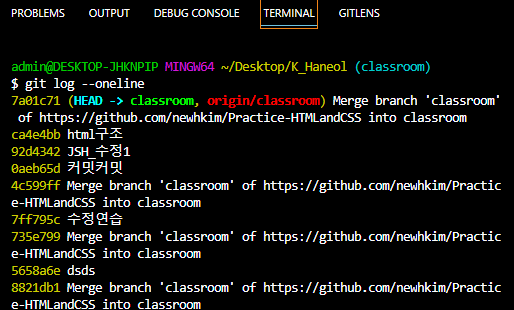 PROBLEMS OUTPUT DEBUG CONSOLE TERMINAL GITLENS
admin@DESKTOP-JHKNPIP MINGW64 ~/Desktop/K_Haneol (classroom)
$ git log --oneline
7a01c71 (HEAD -> classroom, origin/classroom) Merge branch 'classroom'
of https://github.com/newhkim/Practice-HTMLandCSS into classroom
ca4e4bb html구조
92d4342 JSH_수정1
0aeb65d 커밋커밋
4c599ff Merge branch 'classroom' of https://github.com/newhkim/Practic
e-HTMLandCSS into classroom
7ff795c 수정연습
735e799 Merge branch 'classroom' of https://github.com/newhkim/Practic
e-HTMLandCSS into classroom
5658a6e dsds
8821db1 Merge branch 'classroom' of https://github.com/newhkim/Practic
e-HTMLandCSS into classroom